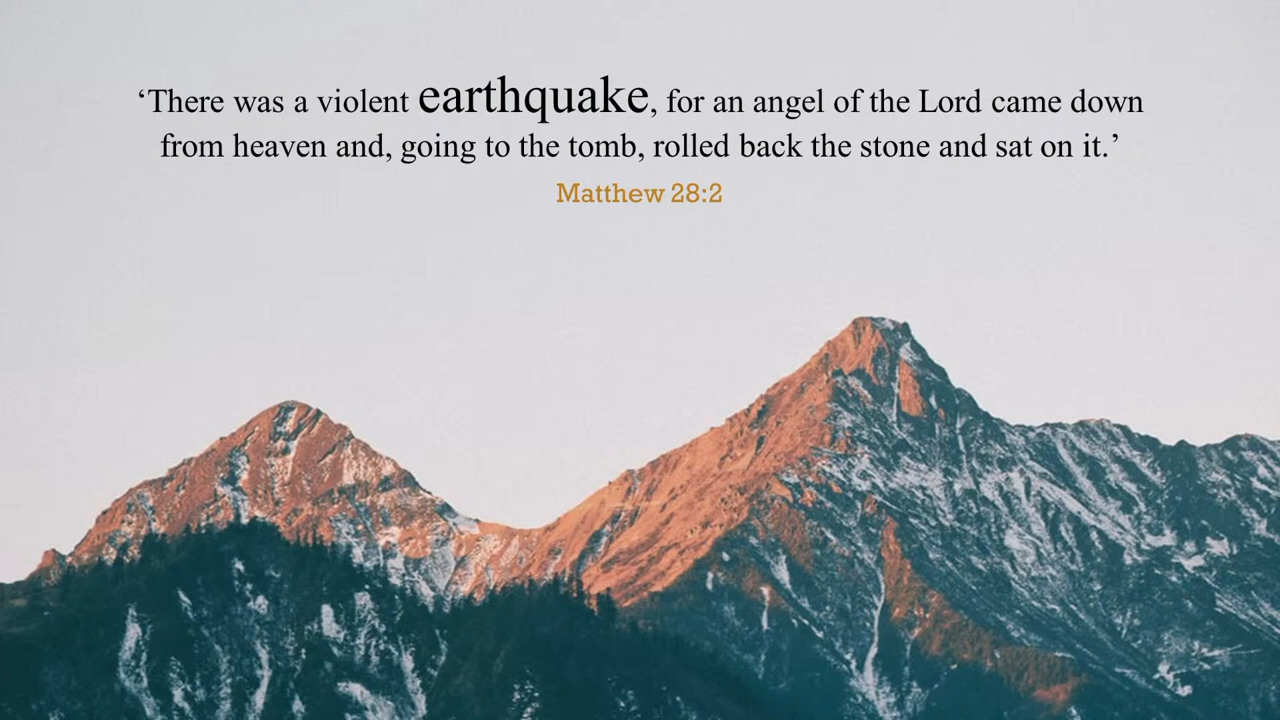 ‘There was a violent earthquake, for an angel of the Lord came down
from heaven and, going to the tomb, rolled back the stone and sat on it.’
Matthew 28:2